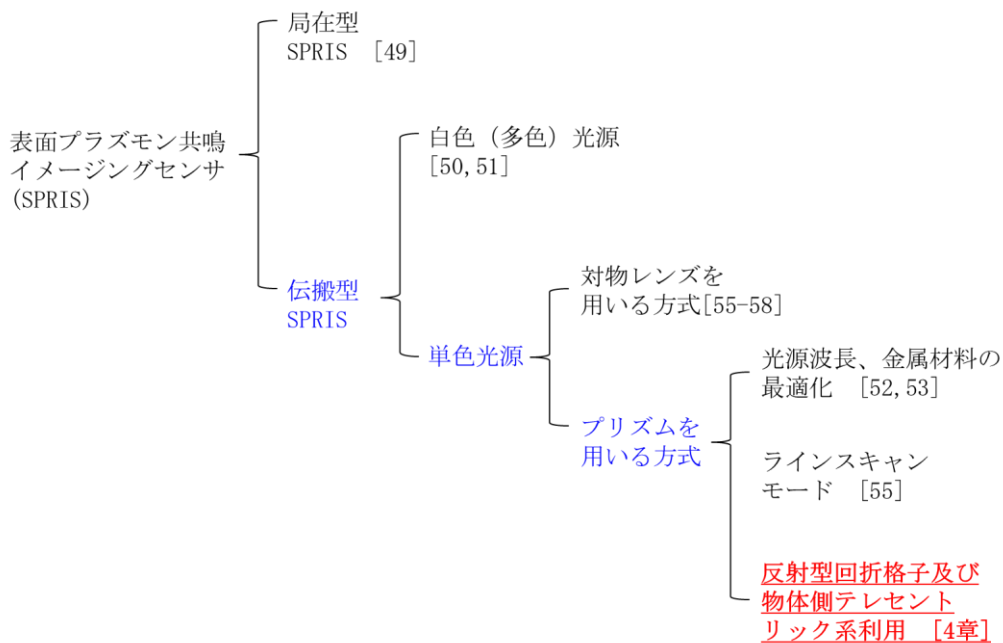 局在型
SPRIS [49]
表面プラズモン共鳴
イメージングセンサ
(SPRIS)
白色（多色）光源
[50,51]
伝搬型
SPRIS
対物レンズを
用いる方式[55-58]
単色光源
光源波長、金属材料の
最適化 [52,53]
プリズムを
用いる方式
ラインスキャン
モード [55]
反射型回折格子及び
物体側テレセント
リック系利用 [4章]